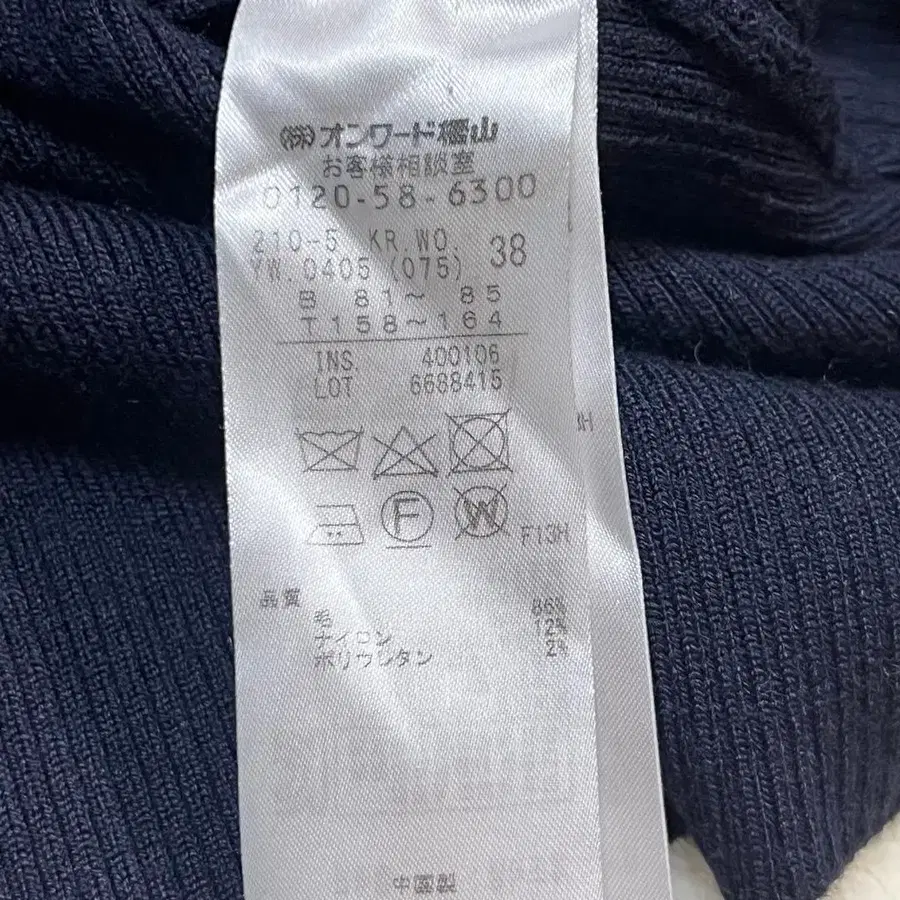 ㈱オンワード樫山
お客様相談室
0120-58-6300
210-5 KR.WO. 38
YW.0405 (075)
B 81～ 85
T 158～164
INS. 400106
LOT 6688415
F W F13H
品質
毛 86%
ナイロン 12%
ポリウレタン 2%
中国製